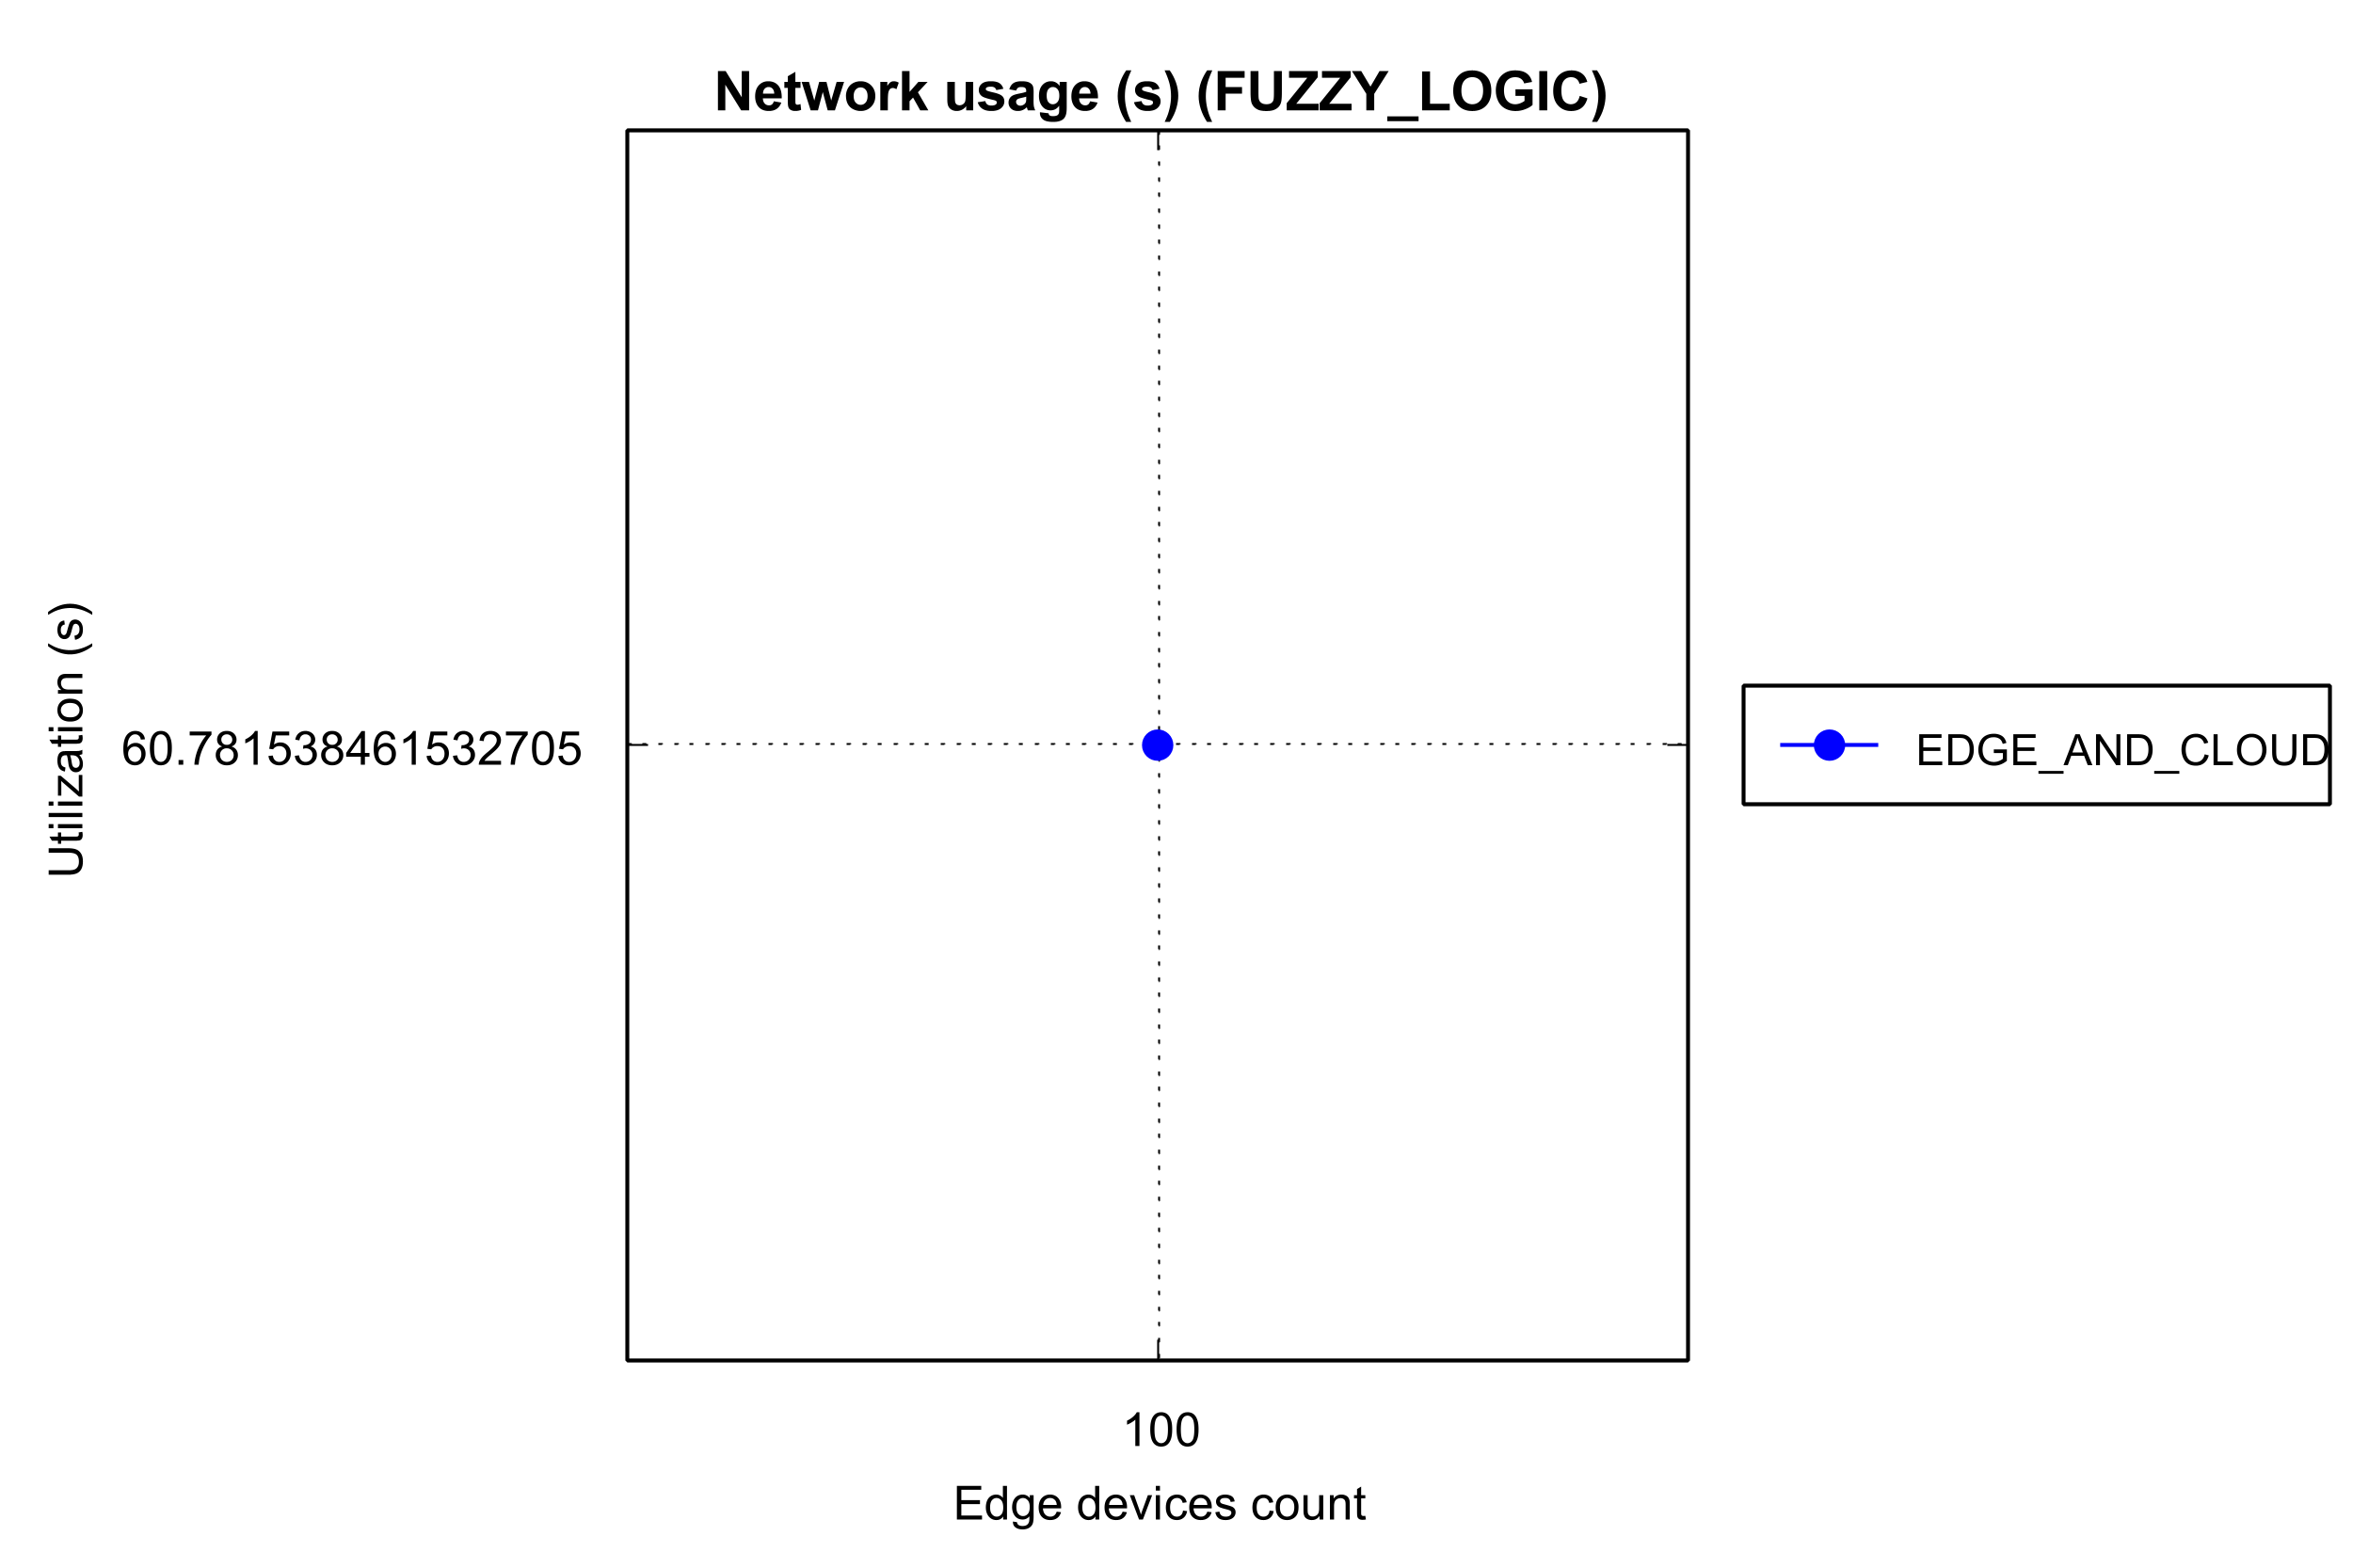 Network usage (s) (FUZZY_LOGIC)
Utilization (s)
60.781538461532705
EDGE_AND_CLOUD
100
Edge devices count